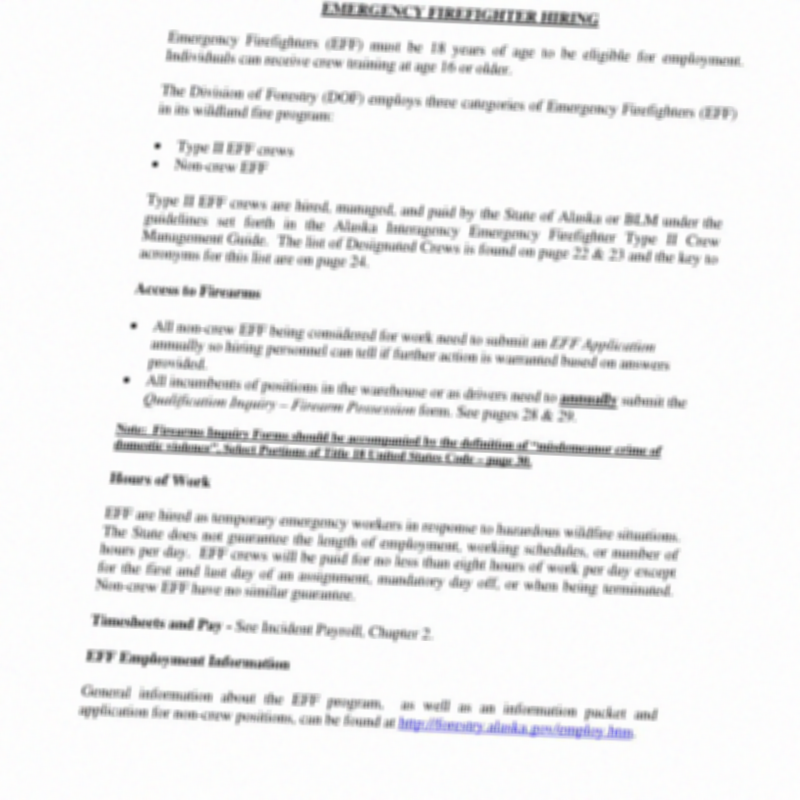 EMERGENCY FIREFIGHTER HIRING
Emergency Firefighters (EFF) must be 18 years of age to be eligible for employment.
Individuals can receive crew training at age 16 or older.
The Division of Forestry (DOF) employs three categories of Emergency Firefighters (EFF)
in its wildland fire program:
• Type II EFF crews
• Non-crew EFF
Type II EFF crews are hired, managed, and paid by the State of Alaska or BLM under the
guidelines set forth in the Alaska Interagency Emergency Firefighter Type II Crew
Management Guide. The list of Designated Crews is found on page 22 & 23 and the key to
acronyms for this list are on page 24.
Access to Firearms
• All non-crew EFF being considered for work need to submit an EFF Application
annually so hiring personnel can tell if further action is warranted based on answers
provided.
• All incumbents of positions in the warehouse or as drivers need to annually submit the
Qualification Inquiry – Firearm Possession form. See pages 28 & 29.
Note: Firearms Inquiry Forms should be accompanied by the definition of "misdemeanor crime of
domestic violence". Select Portions of Title 18 United States Code – page 30.
Hours of Work
EFF are hired as temporary emergency workers in response to hazardous wildfire situations.
The State does not guarantee the length of employment, working schedules, or number of
hours per day. EFF crews will be paid for no less than eight hours of work per day except
for the first and last day of an assignment, mandatory day off, or when being terminated.
Non-crew EFF have no similar guarantee.
Timesheets and Pay - See Incident Payroll, Chapter 2.
EFF Employment Information
General information about the EFF program, as well as an information packet and
application for non-crew positions, can be found at http://forestry.alaska.gov/employ.htm.